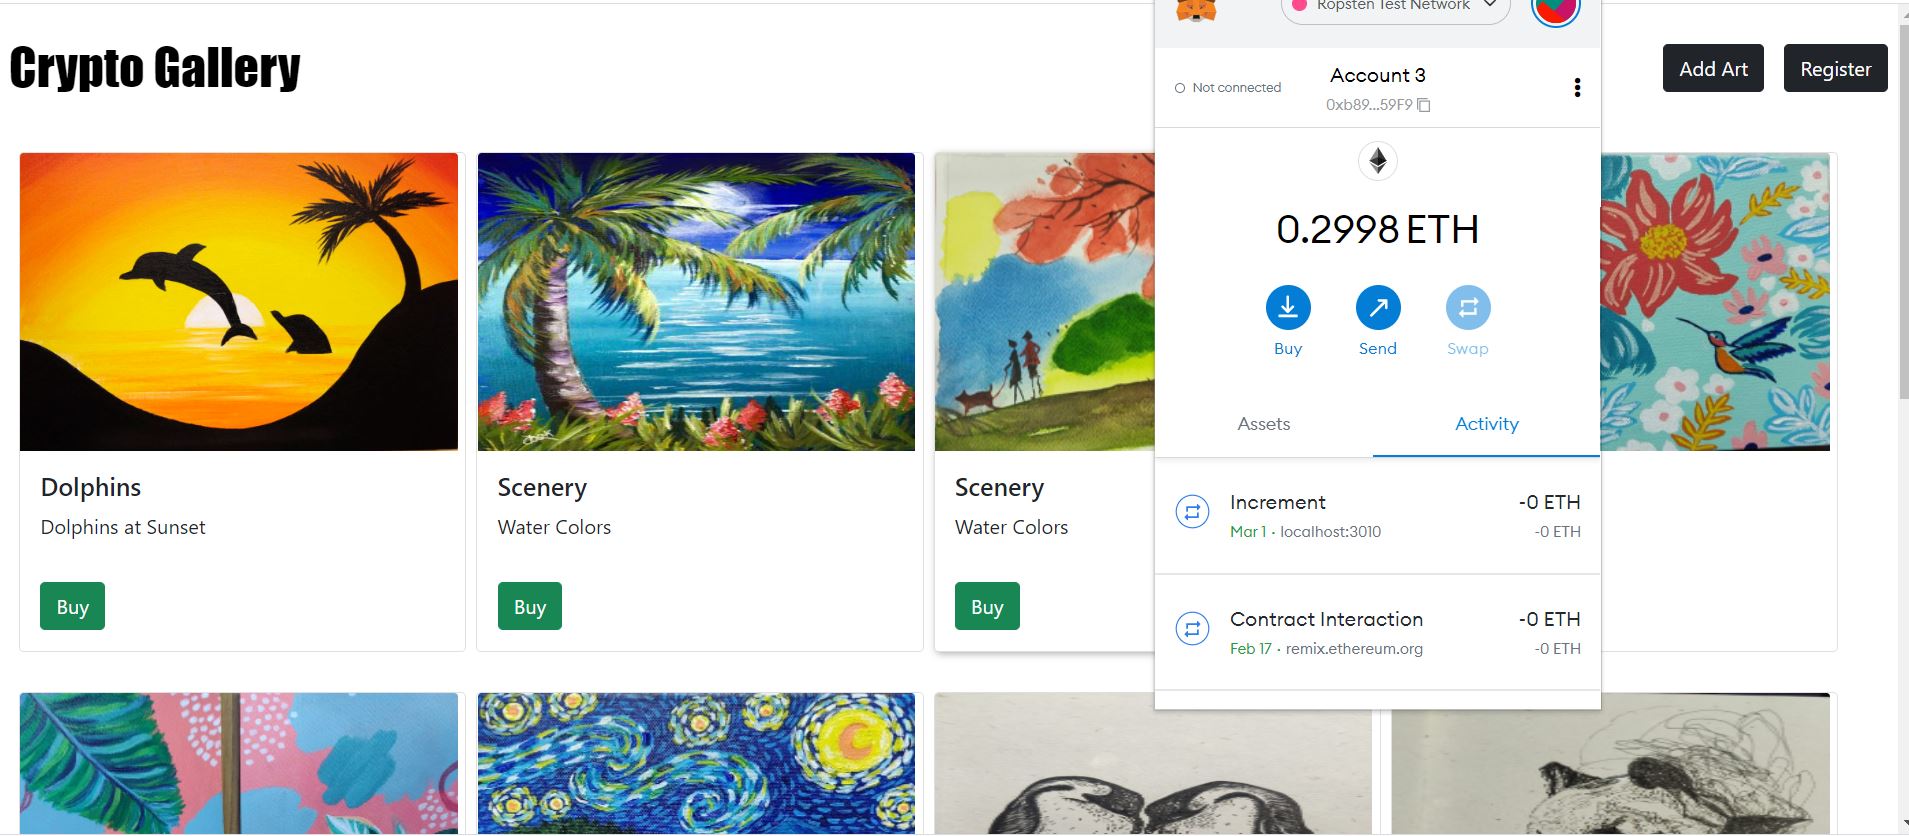 Crypto Gallery
Add Art
Register
Ropsten Test Network
Not connected
Account 3
0xb89...59F9
0.2998 ETH
Buy
Send
Swap
Assets
Activity
Increment
-0 ETH
Mar 1 · localhost:3010
-0 ETH
Contract Interaction
-0 ETH
Feb 17 · remix.ethereum.org
-0 ETH
Dolphins
Dolphins at Sunset
Buy
Scenery
Water Colors
Buy
Scenery
Water Colors
Buy